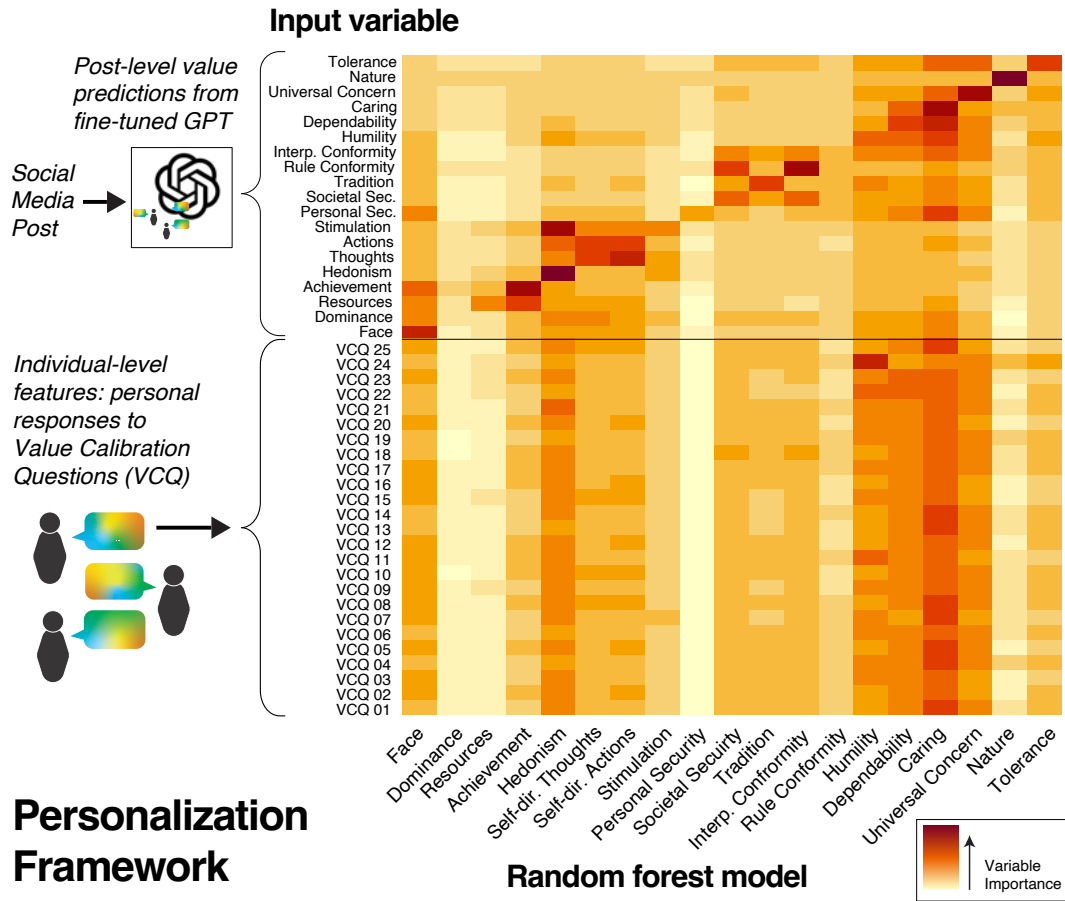 Input variable
Post-level value
predictions from
fine-tuned GPT
Social
Media
Post
Tolerance
Nature
Universal Concern
Caring
Dependability
Humility
Interp. Conformity
Rule Conformity
Tradition
Societal Sec.
Personal Sec.
Stimulation
Actions
Thoughts
Hedonism
Achievement
Resources
Dominance
Face
Individual-level
features: personal
responses to
Value Calibration
Questions (VCQ)
VCQ 25
VCQ 24
VCQ 23
VCQ 22
VCQ 21
VCQ 20
VCQ 19
VCQ 18
VCQ 17
VCQ 16
VCQ 15
VCQ 14
VCQ 13
VCQ 12
VCQ 11
VCQ 10
VCQ 09
VCQ 08
VCQ 07
VCQ 06
VCQ 05
VCQ 04
VCQ 03
VCQ 02
VCQ 01
Face
Dominance
Resources
Achievement
Hedonism
Self-dir. Thoughts
Self-dir. Actions
Stimulation
Personal Security
Societal Secuirty
Tradition
Interp. Confromity
Rule Conformity
Humility
Dependability
Caring
Universal Concern
Nature
Tolerance
Personalization
Framework
Random forest model
Variable
Importance